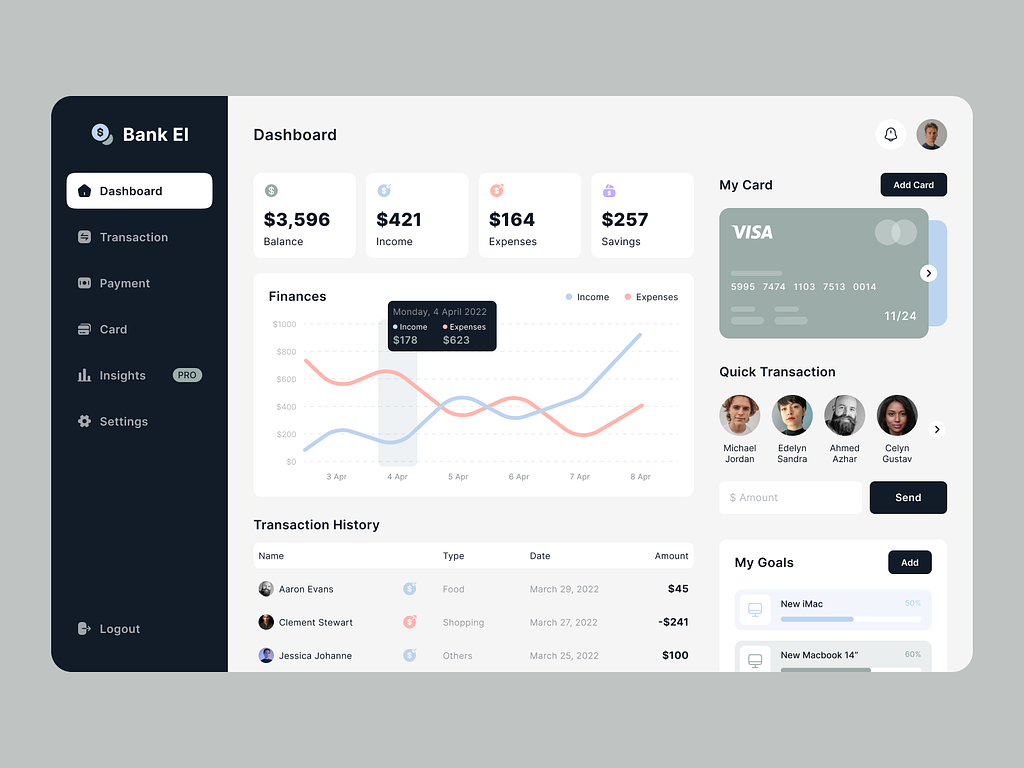 $ Bank EI
Dashboard
Transaction
Payment
Card
Insights PRO
Settings
Logout
Dashboard
$
$3,596
Balance
$
$421
Income
$
$164
Expenses
$
$257
Savings
Finances
Income Expenses
Monday, 4 April 2022
Income Expenses
$178 $623
$1000
$800
$600
$400
$200
$0
3 Apr 4 Apr 5 Apr 6 Apr 7 Apr 8 Apr
Transaction History
Name Type Date Amount
Aaron Evans $ Food March 29, 2022 $45
Clement Stewart $ Shopping March 27, 2022 -$241
Jessica Johanne $ Others March 25, 2022 $100
My Card
Add Card
VISA
5995 7474 1103 7513 0014
11/24
Quick Transaction
Michael Jordan
Edelyn Sandra
Ahmed Azhar
Celyn Gustav
$ Amount
Send
My Goals
Add
New iMac 50%
New Macbook 14" 60%